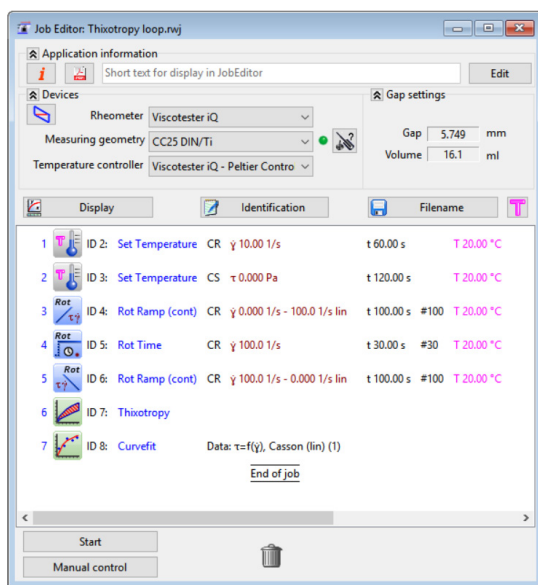 Job Editor: Thixotropy loop.rwj
Application information
i Short text for display in JobEditor Edit
Devices Gap settings
Rheometer Viscotester iQ
Gap 5.749 mm
Measuring geometry CC25 DIN/Ti
Volume 16.1 ml
Temperature controller Viscotester iQ - Peltier Contro
Display Identification Filename T
1 T ID 2: Set Temperature CR γ̇ 10.00 1/s t 60.00 s T 20.00 °C
2 T ID 3: Set Temperature CS τ 0.000 Pa t 120.00 s T 20.00 °C
3 Rot τγ̇ ID 4: Rot Ramp (cont) CR γ̇ 0.000 1/s - 100.0 1/s lin t 100.00 s #100 T 20.00 °C
4 Rot ID 5: Rot Time CR γ̇ 100.0 1/s t 30.00 s #30 T 20.00 °C
5 Rot τγ̇ ID 6: Rot Ramp (cont) CR γ̇ 100.0 1/s - 0.000 1/s lin t 100.00 s #100 T 20.00 °C
6 ID 7: Thixotropy
7 ID 8: Curvefit Data: τ=f(γ̇), Casson (lin) (1)
End of job
Start
Manual control